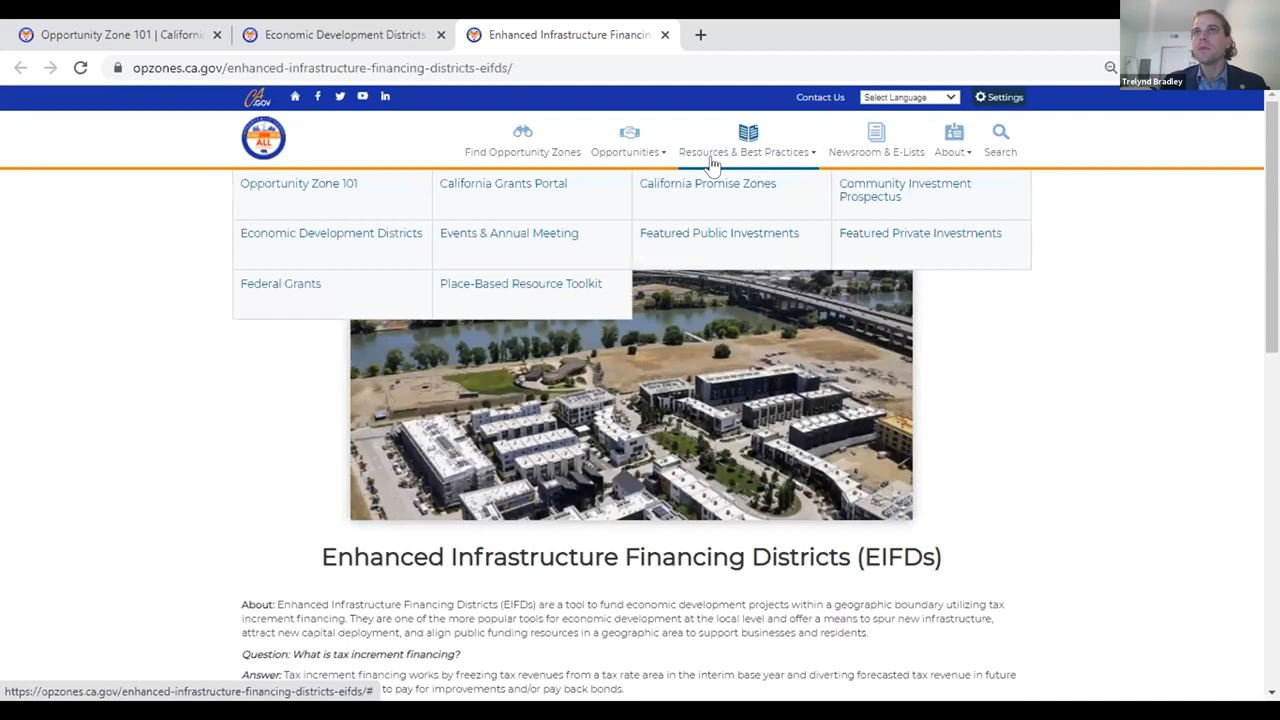 Opportunity Zone 101 | Californi
Economic Development Districts
Enhanced Infrastructure Financin
opzones.ca.gov/enhanced-infrastructure-financing-districts-eifds/
Trelynd Bradley
CA.GOV
Contact Us
Select Language
Settings
ALL
Find Opportunity Zones
Opportunities
Resources & Best Practices
Newsroom & E-Lists
About
Search
Opportunity Zone 101
California Grants Portal
California Promise Zones
Community Investment
Prospectus
Economic Development Districts
Events & Annual Meeting
Featured Public Investments
Featured Private Investments
Federal Grants
Place-Based Resource Toolkit
Enhanced Infrastructure Financing Districts (EIFDs)
About: Enhanced Infrastructure Financing Districts (EIFDs) are a tool to fund economic development projects within a geographic boundary utilizing tax
increment financing. They are one of the more popular tools for economic development at the local level and offer a means to spur new infrastructure,
attract new capital deployment, and align public funding resources in a geographic area to support businesses and residents.
Question: What is tax increment financing?
Answer: Tax increment financing works by freezing tax revenues from a tax rate area in the interim base year and diverting forecasted tax revenue in future
to pay for improvements and/or pay back bonds.
https://opzones.ca.gov/enhanced-infrastructure-financing-districts-eifds/#